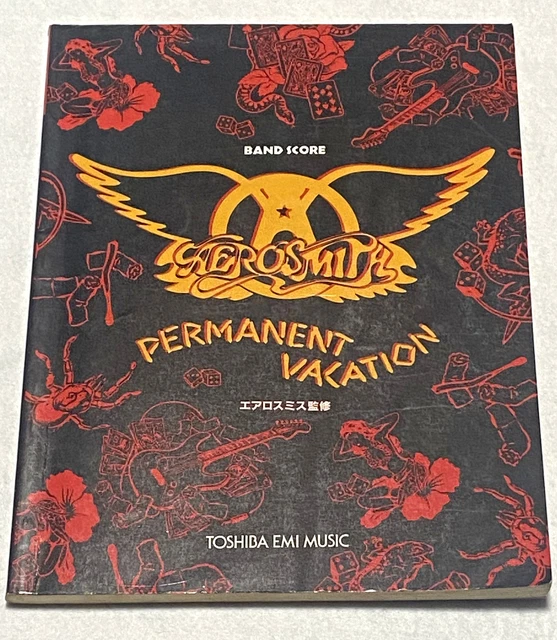 BAND SCORE
AEROSMITH
PERMANENT
VACATION
エアロスミス監修
TOSHIBA EMI MUSIC